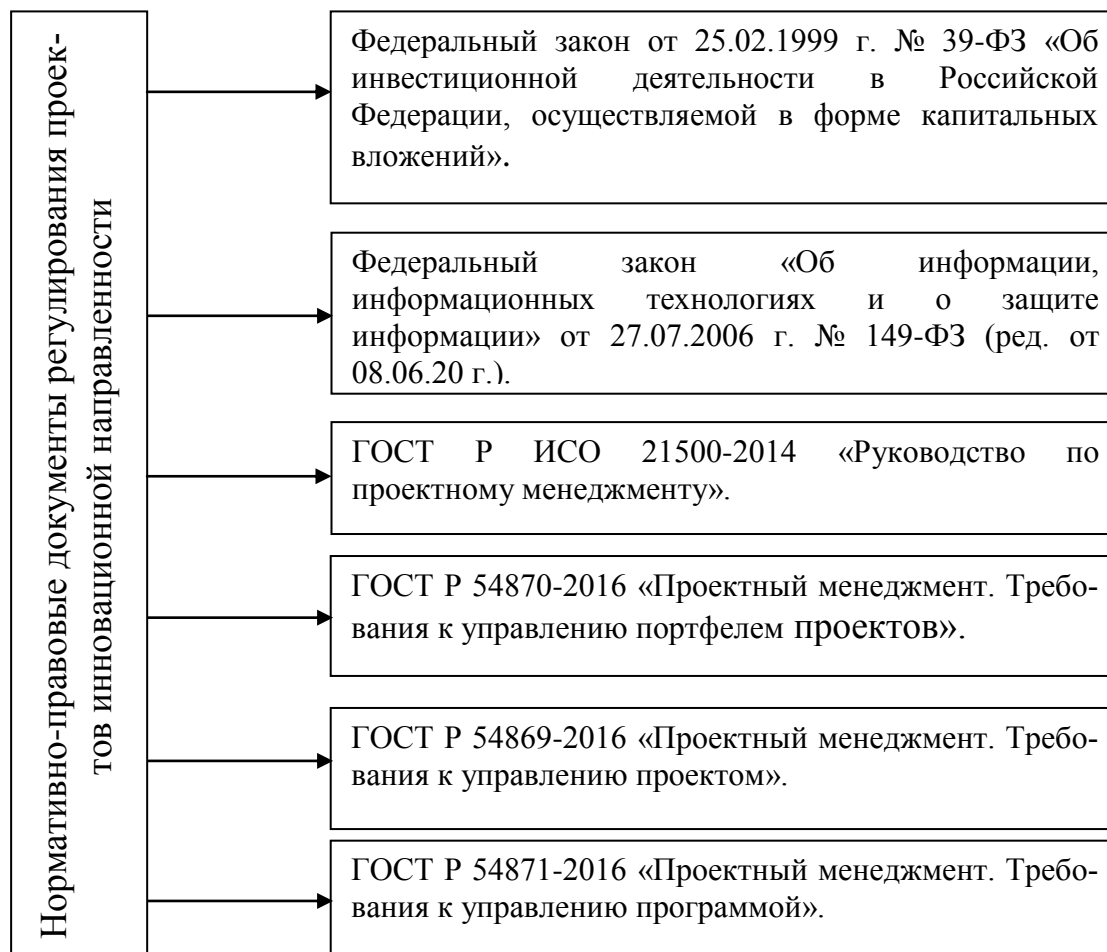 Нормативно-правовые документы регулирования проек-
тов инновационной направленности
Федеральный закон от 25.02.1999 г. № 39-ФЗ «Об
инвестиционной деятельности в Российской
Федерации, осуществляемой в форме капитальных
вложений».
Федеральный закон «Об информации,
информационных технологиях и о защите
информации» от 27.07.2006 г. № 149-ФЗ (ред. от
08.06.20 г.).
ГОСТ Р ИСО 21500-2014 «Руководство по
проектному менеджменту».
ГОСТ Р 54870-2016 «Проектный менеджмент. Требо-
вания к управлению портфелем проектов».
ГОСТ Р 54869-2016 «Проектный менеджмент. Требо-
вания к управлению проектом».
ГОСТ Р 54871-2016 «Проектный менеджмент. Требо-
вания к управлению программой».